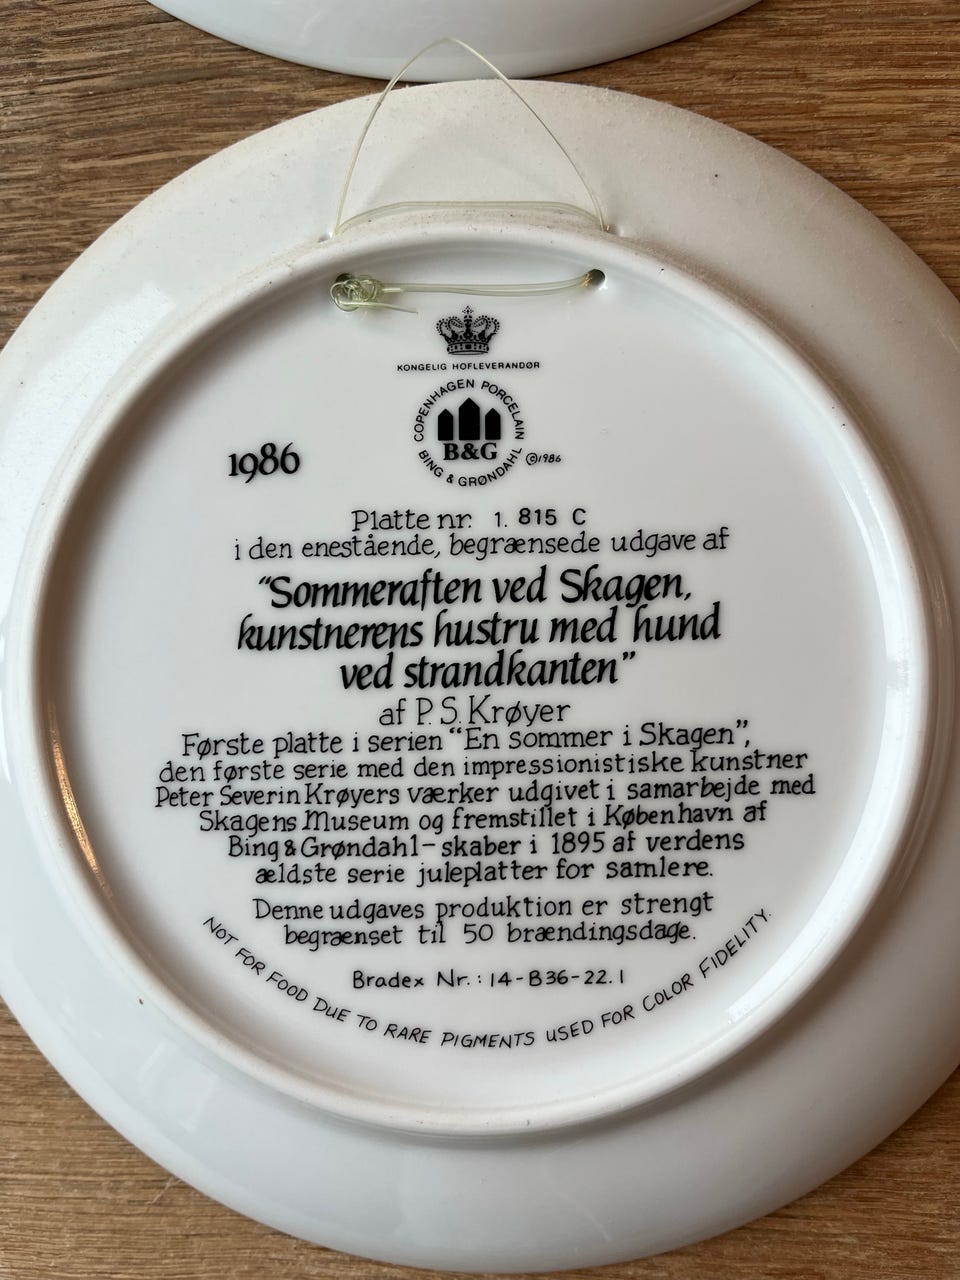 KONGELIG HOFLEVERANDØR
COPENHAGEN PORCELAIN
B&G
BING & GRØNDAHL
©1986
1986
Platte nr. 1. 815 C
i den enestående, begrænsede udgave af
“Sommeraften ved Skagen,
kunstnerens hustru med hund
ved strandkanten”
af P. S. Krøyer
Første platte i serien “En sommer i Skagen”,
den første serie med den impressionistiske kunstner
Peter Severin Krøyers værker udgivet i samarbejde med
Skagens Museum og fremstillet i København af
Bing & Grøndahl – skaber i 1895 af verdens
ældste serie juleplatter for samlere.
Denne udgaves produktion er strengt
begrænset til 50 brændingsdage.
Bradex Nr.: 14-B36-22.1
NOT FOR FOOD DUE TO RARE PIGMENTS USED FOR COLOR FIDELITY.